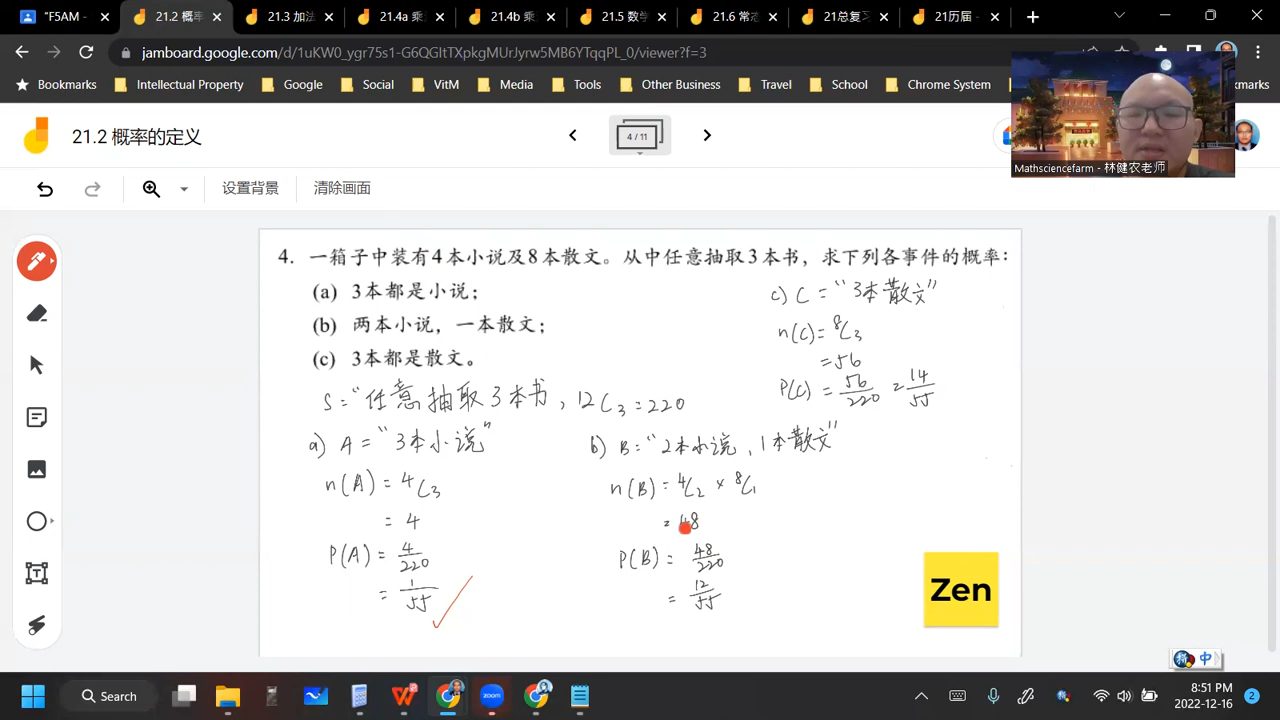 "F5AM -
21.2 概率
21.3 加法
21.4a 乘
21.4b 乘
21.5 数学
21.6 常态
21总复习
21历届 -
jamboard.google.com/d/1uKW0_ygr75s1-G6QGltTXpkgMUrJnw5MB6YTqqPL_0/viewer?f=3
Bookmarks
Intellectual Property
Google
Social
VitM
Media
Tools
Other Business
Travel
School
Chrome System
kmarks
21.2 概率的定义
4 / 11
Mathsciencefarm - 林健农老师
设置背景
清除画面
4. 一箱子中装有4本小说及8本散文。从中任意抽取3本书，求下列各事件的概率：
(a) 3本都是小说；
(b) 两本小说，一本散文；
(c) 3本都是散文。
S = "任意抽取3本书, 12C3 = 220
a) A = "3本小说"
n(A) = 4C3
= 4
P(A) = 4/220
= 1/55
b) B = "2本小说, 1本散文"
n(B) = 4C2 × 8C1
= 48
P(B) = 48/220
= 12/55
c) C = "3本散文"
n(C) = 8C3
= 56
P(C) = 56/220 = 14/55
Zen
中
Search
8:51 PM
2022-12-16
2